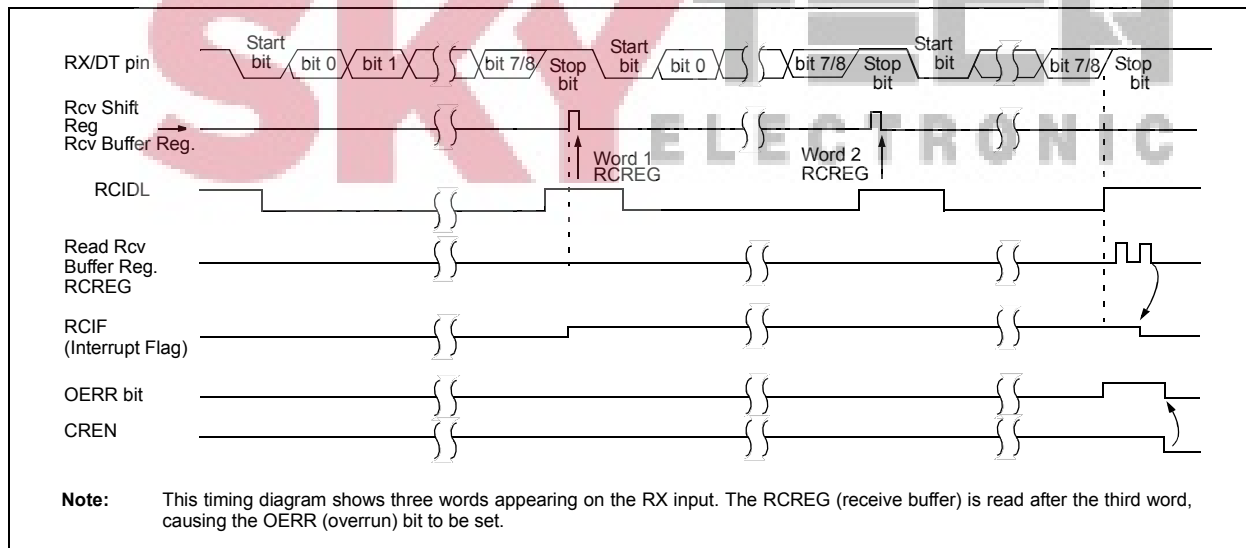 SKYTECH
ELECTRONIC
RX/DT pin
Start bit
bit 0
bit 1
bit 7/8
Stop bit
Start bit
bit 0
bit 7/8
Stop bit
Start bit
bit 7/8
Stop bit
Rcv Shift
Reg
Rcv Buffer Reg.
Word 1
RCREG
Word 2
RCREG
RCIDL
Read Rcv
Buffer Reg.
RCREG
RCIF
(Interrupt Flag)
OERR bit
CREN
Note: This timing diagram shows three words appearing on the RX input. The RCREG (receive buffer) is read after the third word,
causing the OERR (overrun) bit to be set.